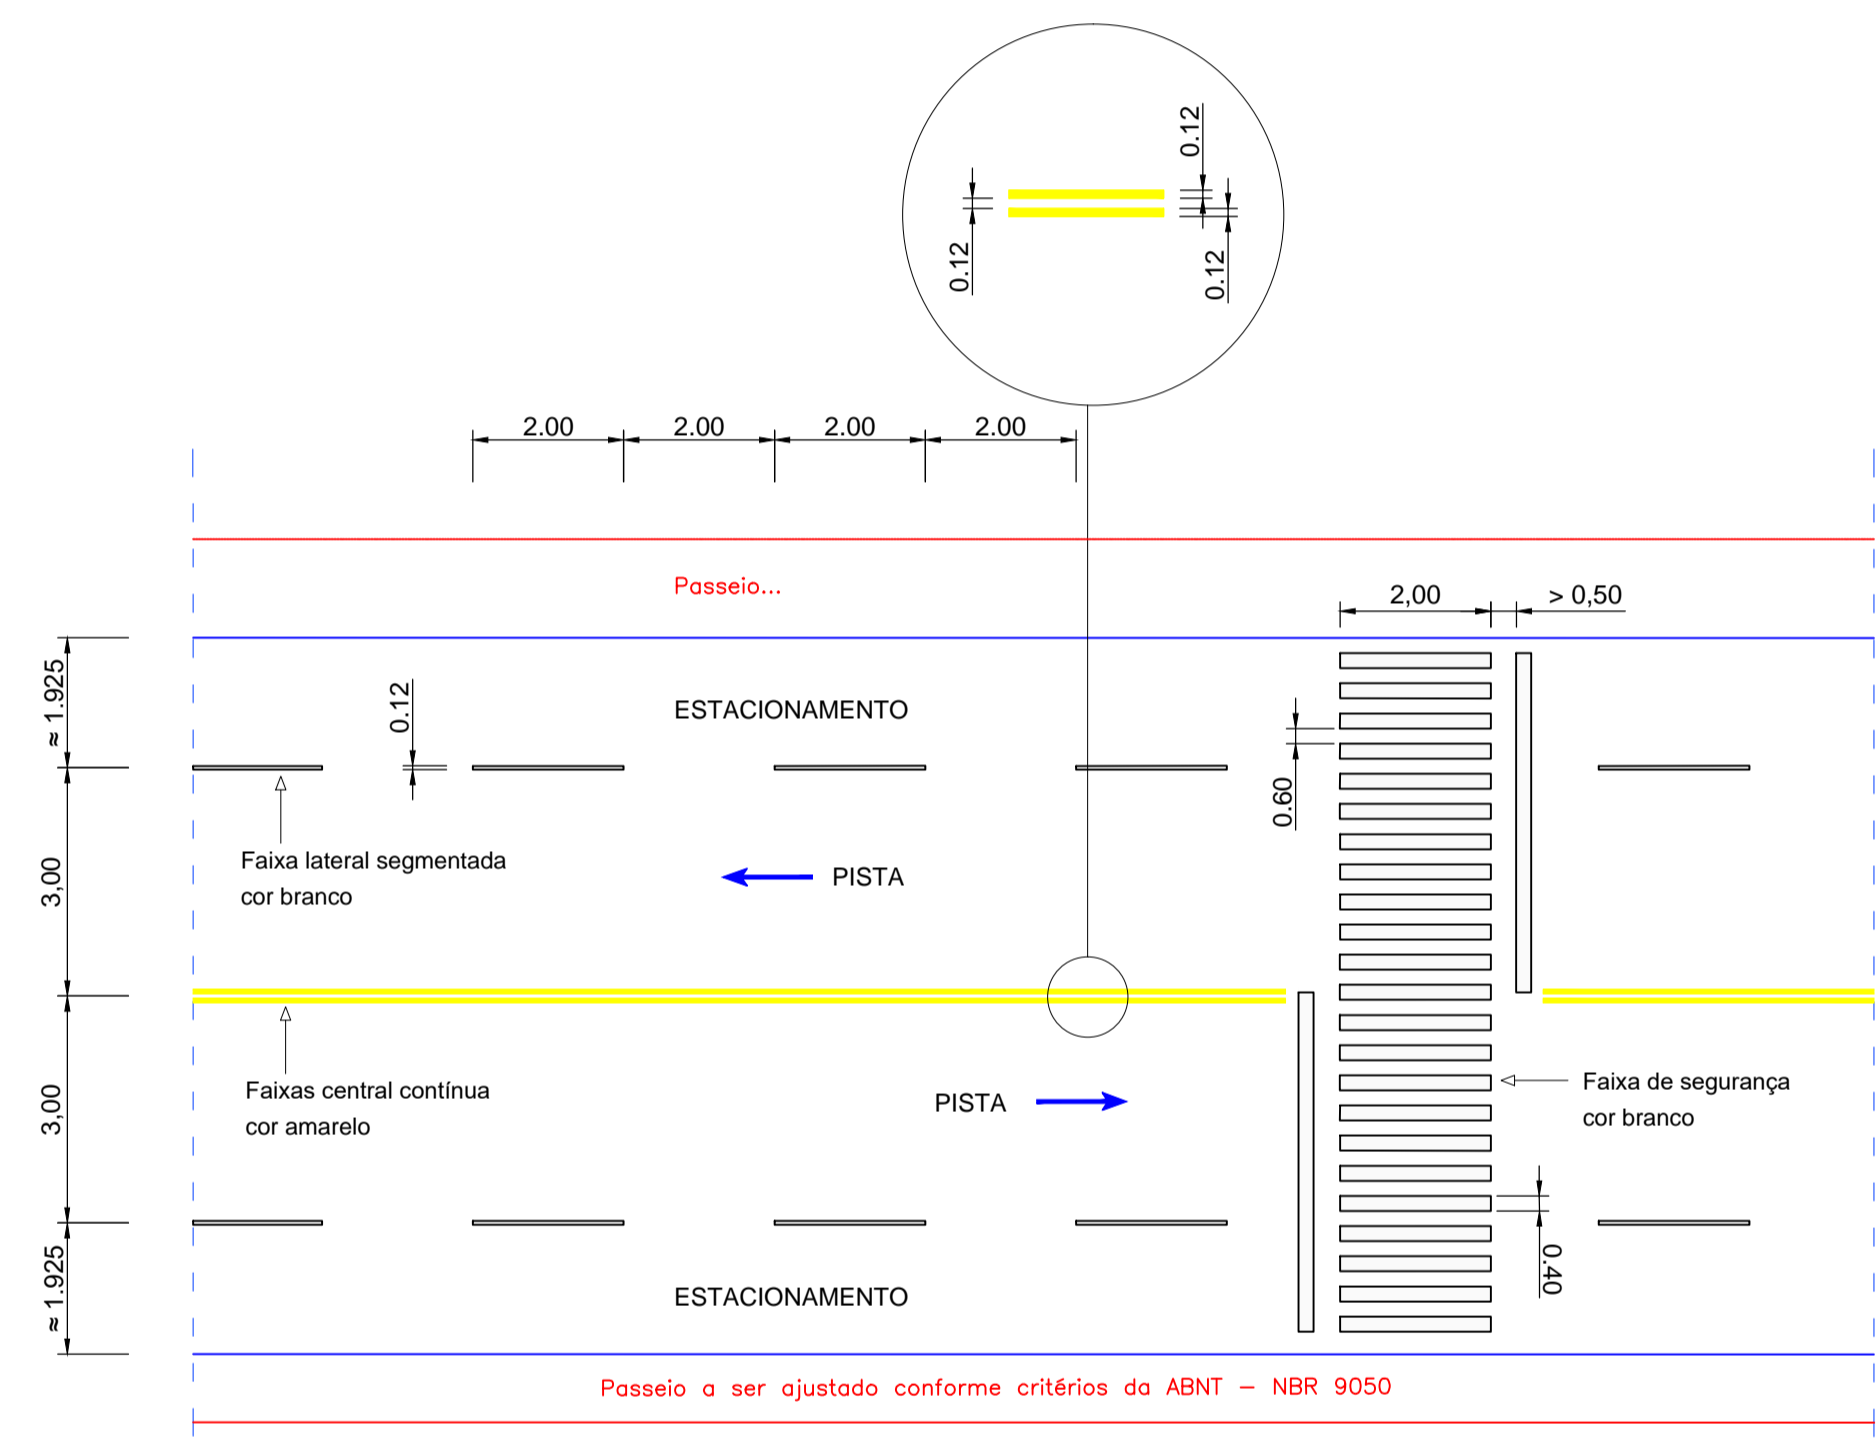 0.12
0.12
0.12
2.00 2.00 2.00 2.00
Passeio...
2,00 > 0,50
≈ 1.925
0.12
ESTACIONAMENTO
0.60
Faixa lateral segmentada
cor branco
3,00
PISTA
Faixas central contínua
cor amarelo
3,00
PISTA
Faixa de segurança
cor branco
0.40
≈ 1.925
ESTACIONAMENTO
Passeio a ser ajustado conforme critérios da ABNT – NBR 9050